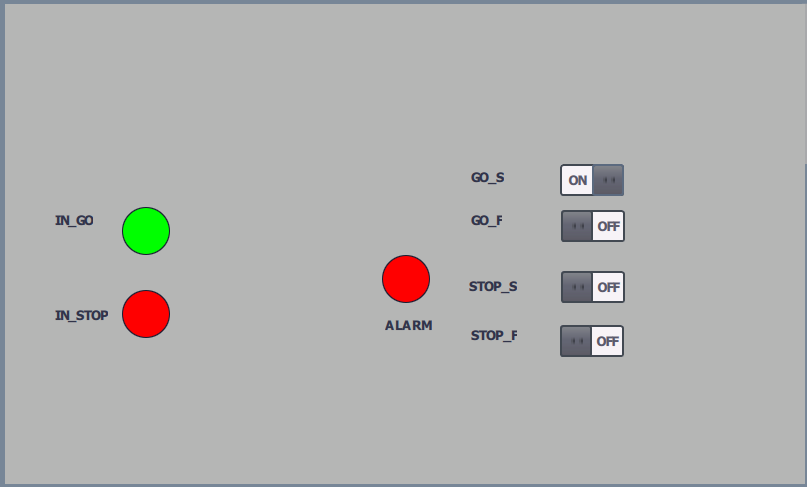 GO_S ON
IN_GO
GO_F OFF
STOP_S OFF
IN_STOP
ALARM
STOP_F OFF